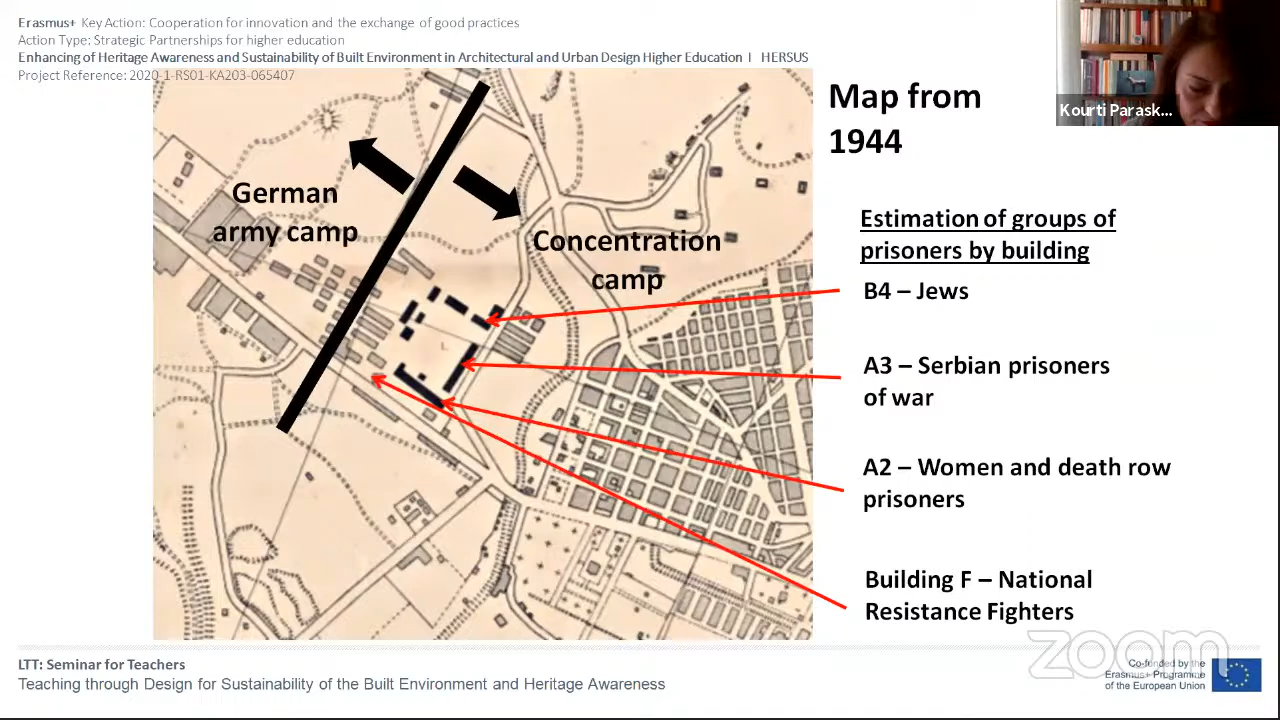 Erasmus+ Key Action: Cooperation for innovation and the exchange of good practices
Action Type: Strategic Partnerships for higher education
Enhancing of Heritage Awareness and Sustainability of Built Environment in Architectural and Urban Design Higher Education I HERSUS
Project Reference: 2020-1-RS01-KA203-065407
Kourti Parask...
Map from
1944
German
army camp
Concentration
camp
Estimation of groups of
prisoners by building
B4 – Jews
A3 – Serbian prisoners
of war
A2 – Women and death row
prisoners
Building F – National
Resistance Fighters
zoom
LTT: Seminar for Teachers
Teaching through Design for Sustainability of the Built Environment and Heritage Awareness
Co-funded by the
Erasmus+ Programme
of the European Union